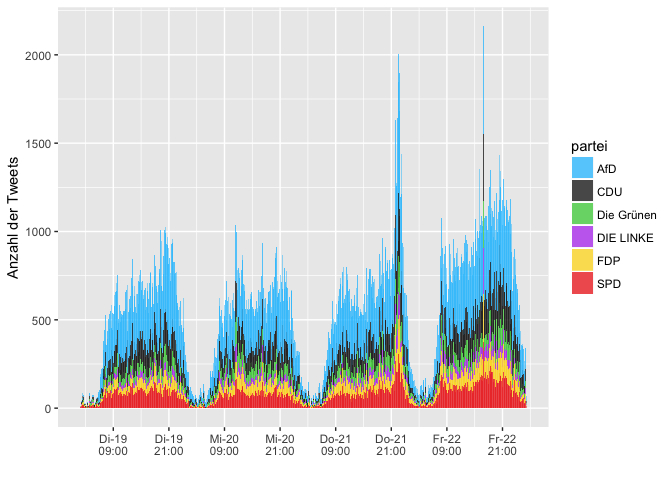 Anzahl der Tweets
2000
1500
1000
500
0
Di-19
09:00
Di-19
21:00
Mi-20
09:00
Mi-20
21:00
Do-21
09:00
Do-21
21:00
Fr-22
09:00
Fr-22
21:00
partei
AfD
CDU
Die Grünen
DIE LINKE
FDP
SPD